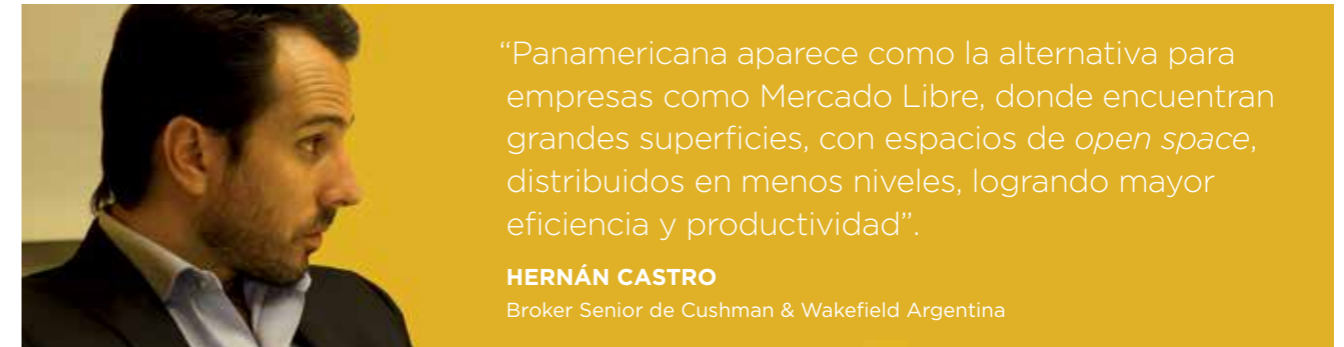 “Panamericana aparece como la alternativa para
empresas como Mercado Libre, donde encuentran
grandes superficies, con espacios de open space,
distribuidos en menos niveles, logrando mayor
eficiencia y productividad”.
HERNÁN CASTRO
Broker Senior de Cushman & Wakefield Argentina